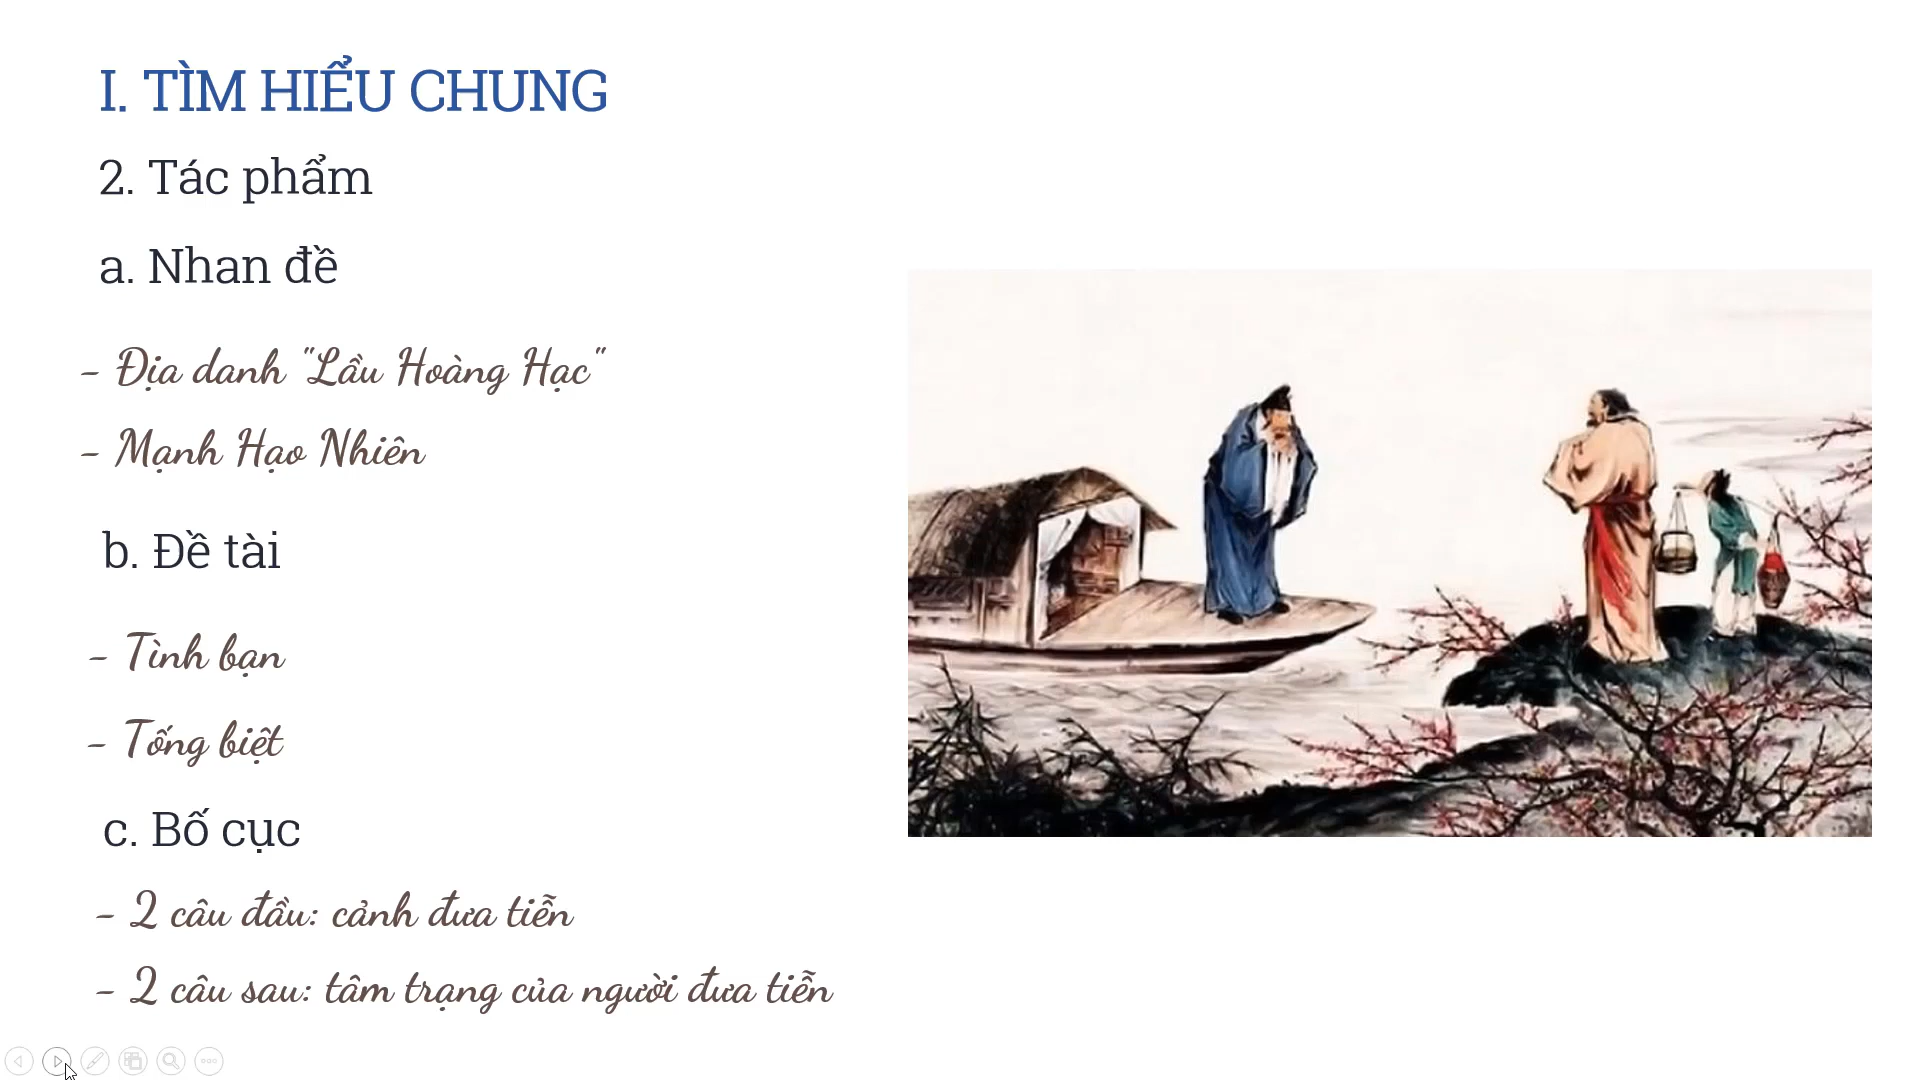 I. TÌM HIỂU CHUNG
2. Tác phẩm
a. Nhan đề
- Địa danh "Lầu Hoàng Hạc"
- Mạnh Hạo Nhiên
b. Đề tài
- Tình bạn
- Tống biệt
c. Bố cục
- 2 câu đầu: cảnh đưa tiễn
- 2 câu sau: tâm trạng của người đưa tiễn